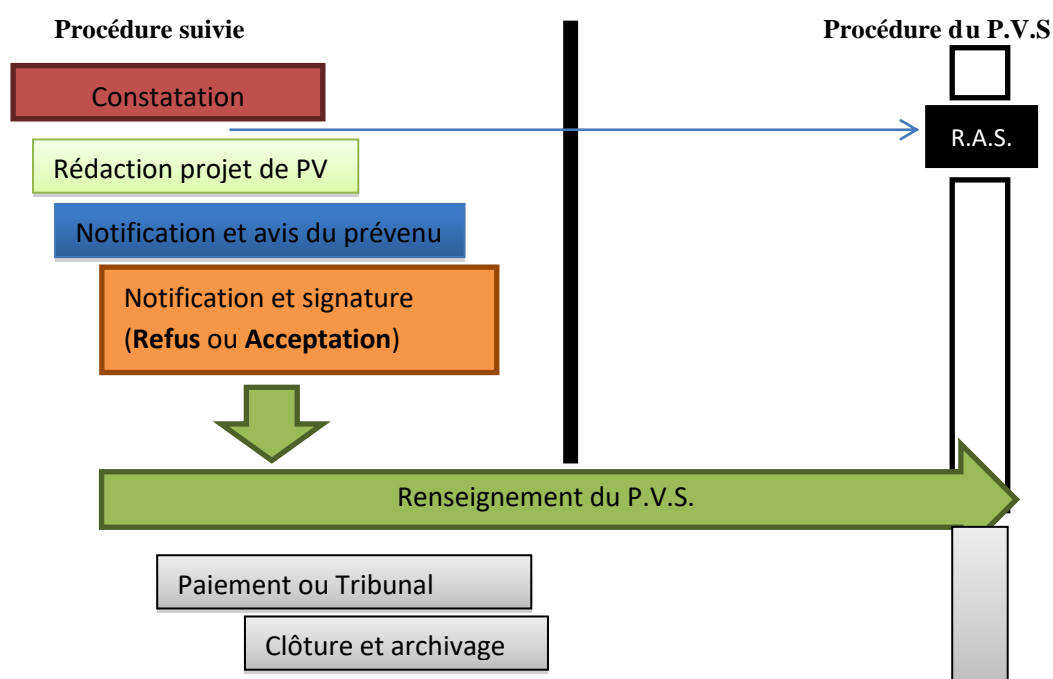 Procédure suivie
Procédure du P.V.S
Constatation
R.A.S.
Rédaction projet de PV
Notification et avis du prévenu
Notification et signature
(Refus ou Acceptation)
Renseignement du P.V.S.
Paiement ou Tribunal
Clôture et archivage